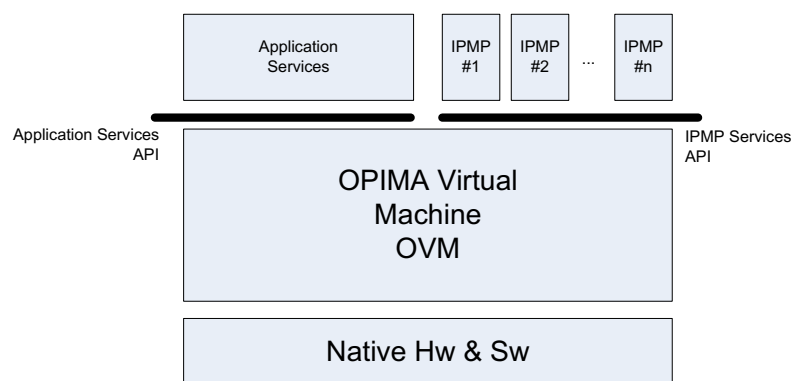 Application
Services
IPMP
#1
IPMP
#2
...
IPMP
#n
Application Services
API
IPMP Services
API
OPIMA Virtual
Machine
OVM
Native Hw & Sw